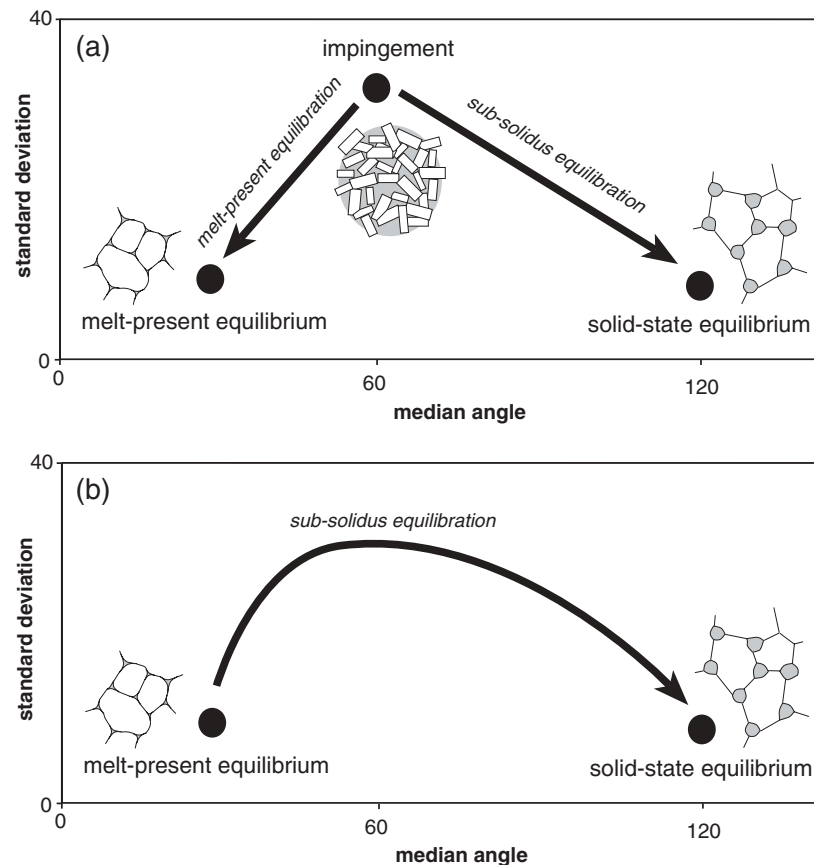 40
(a)
impingement
melt-present equilibration
sub-solidus equilibration
standard deviation
melt-present equilibrium
solid-state equilibrium
0
0
60
120
median angle
40
(b)
sub-solidus equilibration
standard deviation
melt-present equilibrium
solid-state equilibrium
0
0
60
120
median angle